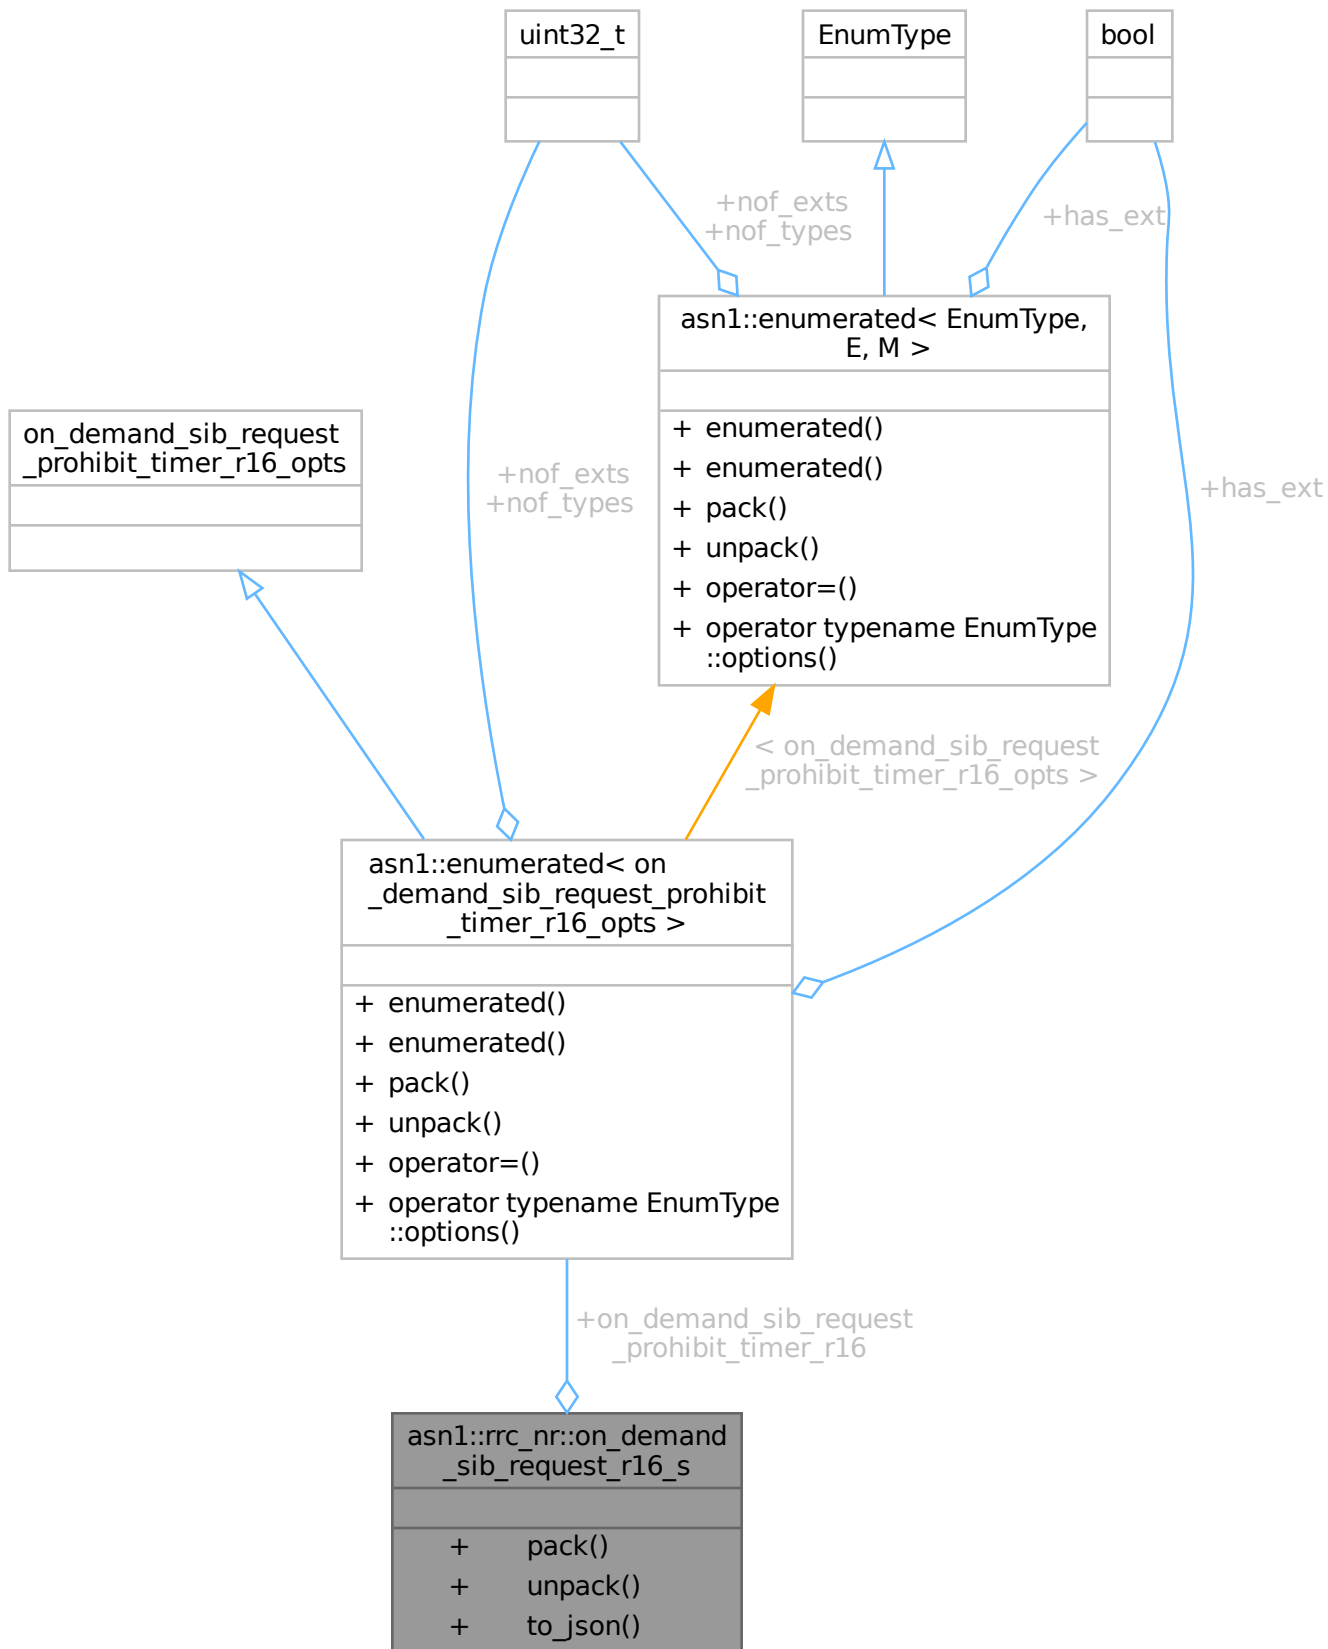 uint32_t
EnumType
bool
+nof_exts
+nof_types
+has_ext
asn1::enumerated< EnumType,
E, M >
+ enumerated()
+ enumerated()
+ pack()
+ unpack()
+ operator=()
+ operator typename EnumType
::options()
on_demand_sib_request
_prohibit_timer_r16_opts
+nof_exts
+nof_types
+has_ext
< on_demand_sib_request
_prohibit_timer_r16_opts >
asn1::enumerated< on
_demand_sib_request_prohibit
_timer_r16_opts >
+ enumerated()
+ enumerated()
+ pack()
+ unpack()
+ operator=()
+ operator typename EnumType
::options()
+on_demand_sib_request
_prohibit_timer_r16
asn1::rrc_nr::on_demand
_sib_request_r16_s
+ pack()
+ unpack()
+ to_json()